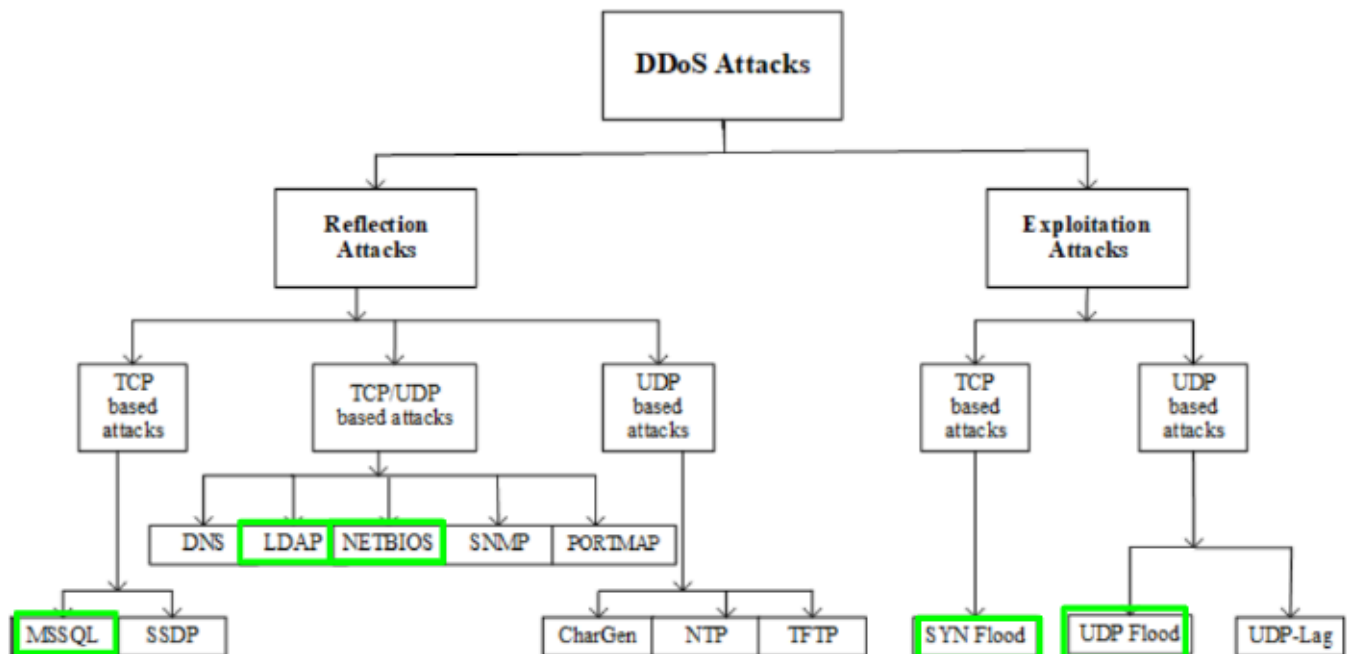 DDoS Attacks
Reflection
Attacks
Exploitation
Attacks
TCP
based
attacks
TCP/UDP
based attacks
UDP
based
attacks
TCP
based
attacks
UDP
based
attacks
DNS
LDAP
NETBIOS
SNMP
PORTMAP
MSSQL
SSDP
CharGen
NTP
TFTP
SYN Flood
UDP Flood
UDP-Lag